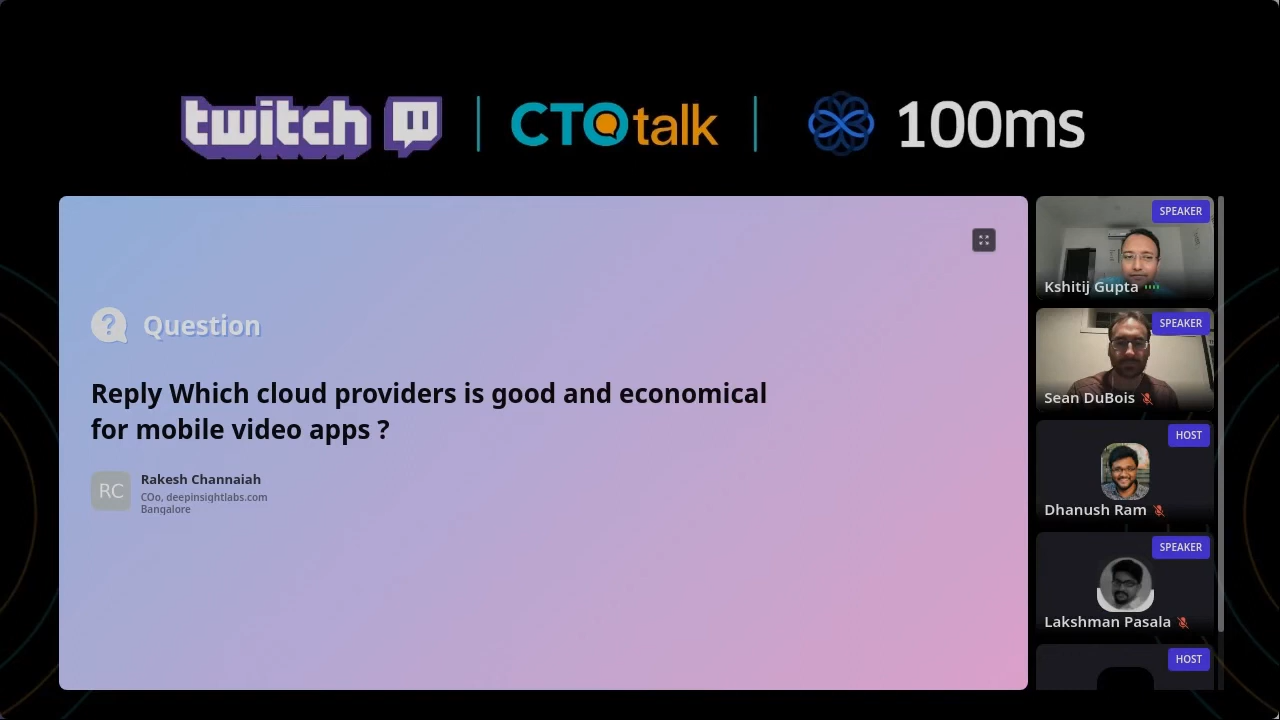 twitch
CTOtalk
100ms
Question
Reply Which cloud providers is good and economical
for mobile video apps ?
RC
Rakesh Channaiah
COo, deepinsightlabs.com
Bangalore
SPEAKER
Kshitij Gupta
SPEAKER
Sean DuBois
HOST
Dhanush Ram
SPEAKER
Lakshman Pasala
HOST